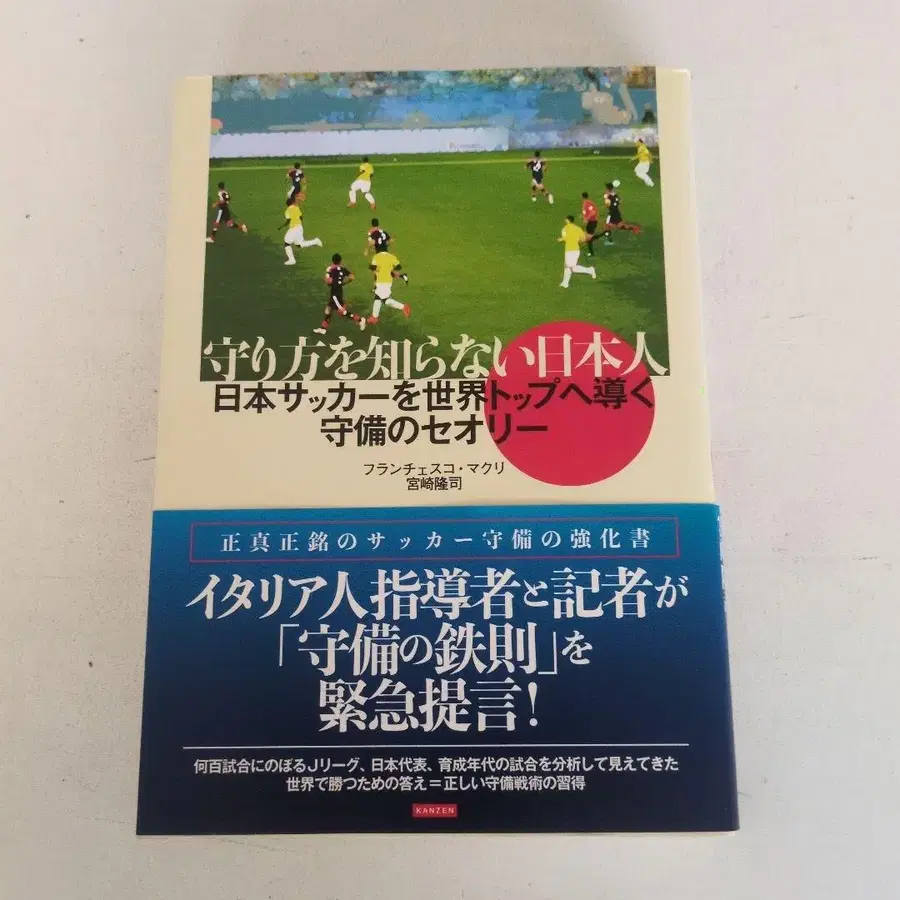 守り方を知らない日本人
日本サッカーを世界トップへ導く
守備のセオリー
フランチェスコ・マクリ
宮崎隆司
正真正銘のサッカー守備の強化書
イタリア人指導者と記者が
「守備の鉄則」を
緊急提言!
何百試合にのぼるJリーグ、日本代表、育成年代の試合を分析して見えてきた
世界で勝つための答え=正しい守備戦術の習得
KANZEN